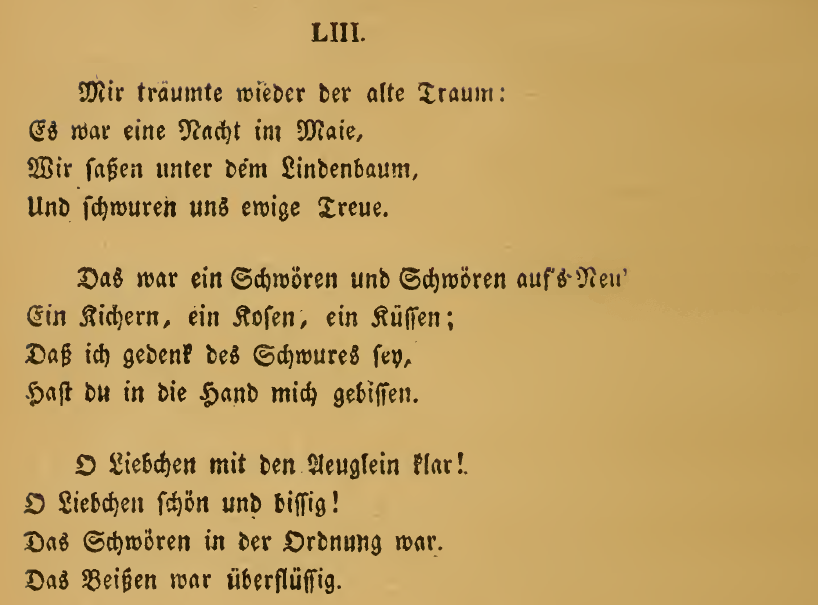 LIII.
Mir träumte wieder der alte Traum:
Es war eine Nacht im Maie,
Wir saßen unter dem Lindenbaum,
Und schwuren uns ewige Treue.
Das war ein Schwören und Schwören auf's Neu'
Ein Kichern, ein Kosen, ein Küssen;
Daß ich gedenk des Schwures sey,
Hast du in die Hand mich gebissen.
O Liebchen mit den Aeuglein klar!
O Liebchen schön und bissig!
Das Schwören in der Ordnung war.
Das Beißen war überflüssig.